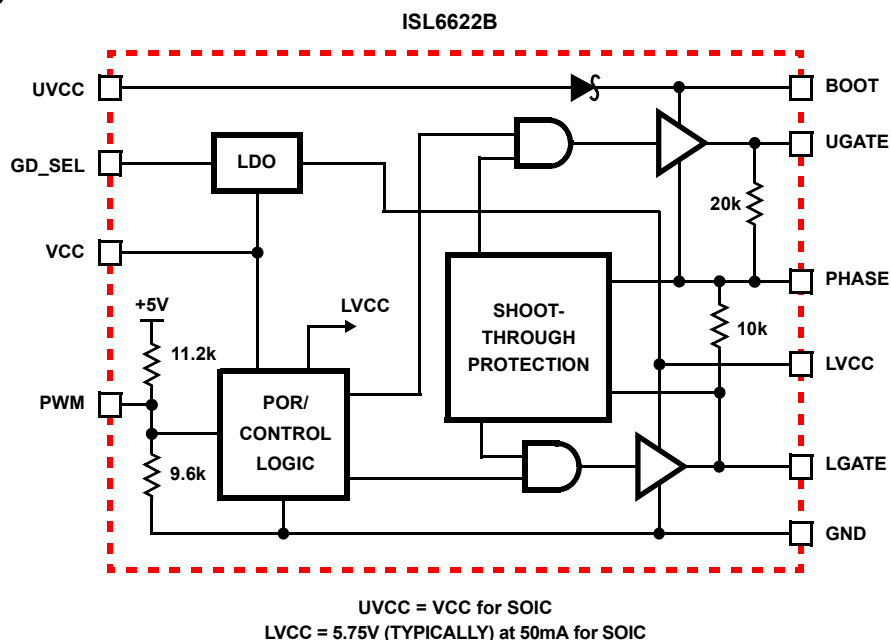 ISL6622B
UVCC
BOOT
UGATE
GD_SEL
LDO
20k
VCC
PHASE
+5V
LVCC
SHOOT-
THROUGH
PROTECTION
10k
11.2k
LVCC
PWM
POR/
CONTROL
LOGIC
9.6k
LGATE
GND
UVCC = VCC for SOIC
LVCC = 5.75V (TYPICALLY) at 50mA for SOIC